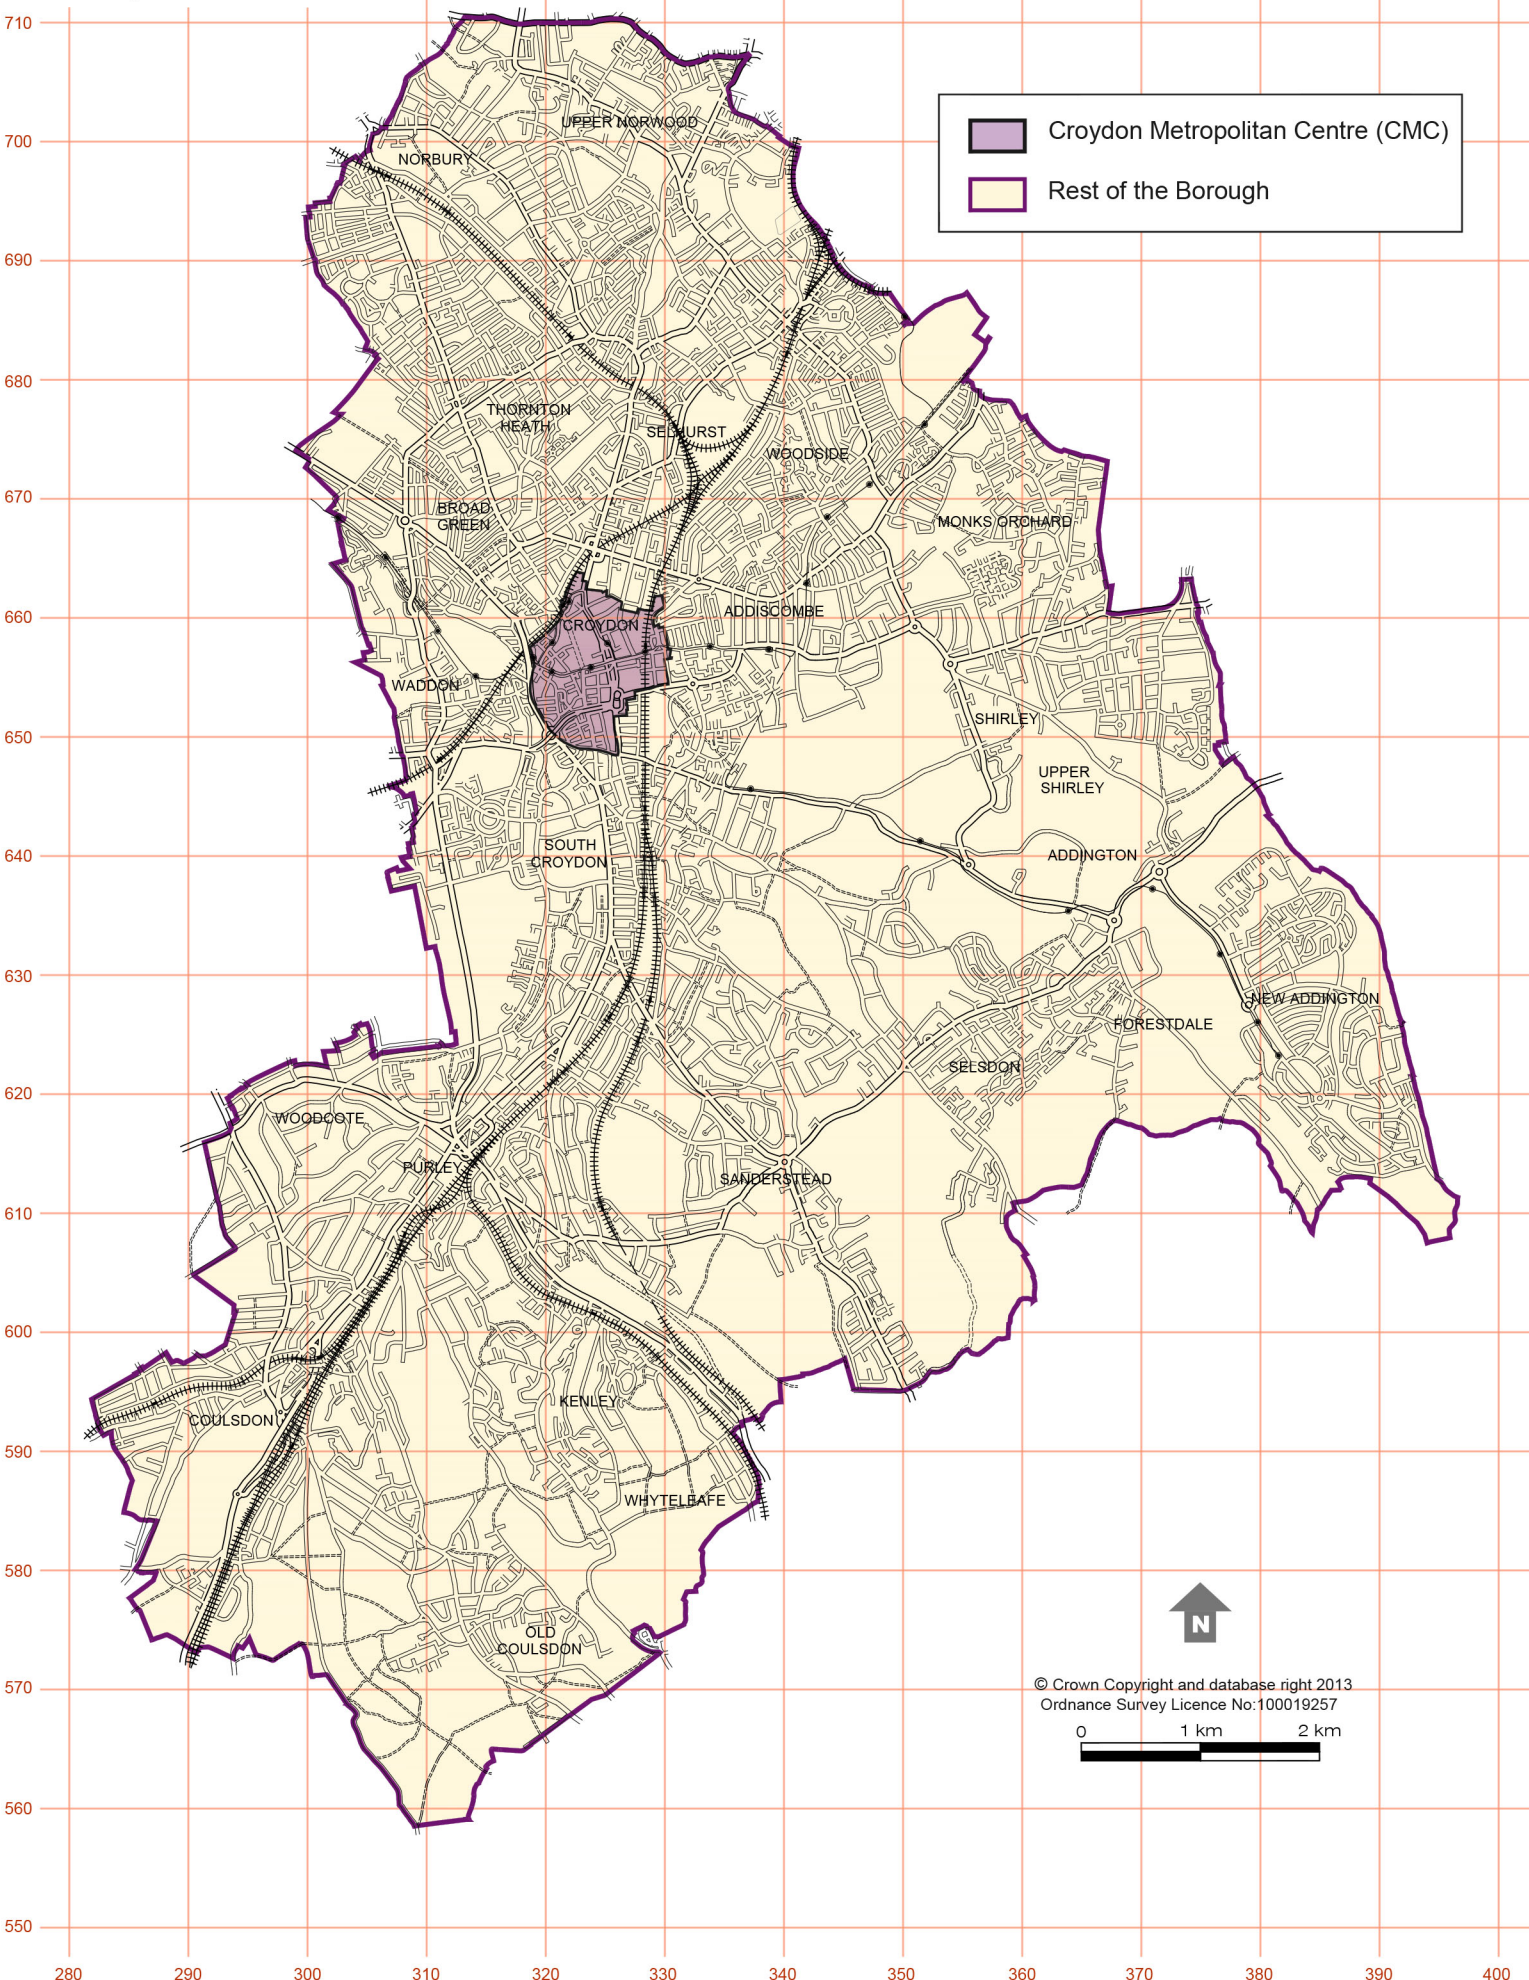 710
UPPER NORWOOD
Croydon Metropolitan Centre (CMC)
700
NORBURY
Rest of the Borough
690
680
THORNTON
HEATH
SELHURST
WOODSIDE
670
BROAD
GREEN
MONKS ORCHARD
660
ADDISCOMBE
CROYDON
WADDON
SHIRLEY
650
UPPER
SHIRLEY
640
SOUTH
CROYDON
ADDINGTON
630
NEW ADDINGTON
FORESTDALE
SELSDON
620
WOODCOTE
PURLEY
SANDERSTEAD
610
600
KENLEY
COULSDON
590
WHYTELEAFE
580
N
OLD
COULSDON
570
© Crown Copyright and database right 2013
Ordnance Survey Licence No:100019257
0 1 km 2 km
560
550
280 290 300 310 320 330 340 350 360 370 380 390 400